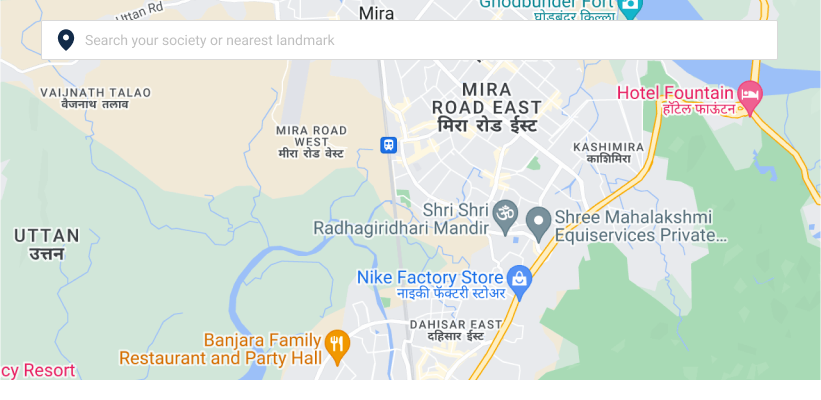 Ghodbunder Fort
घोडबंदर किल्ला
Uttan Rd
Mira
Search your society or nearest landmark
VAIJNATH TALAO
वैजनाथ तलाव
MIRA
ROAD EAST
मिरा रोड ईस्ट
Hotel Fountain
हॉटेल फाऊंटन
MIRA ROAD
WEST
मीरा रोड वेस्ट
KASHIMIRA
काशिमिरा
Shri Shri
Radhagiridhari Mandir
Shree Mahalakshmi
Equiservices Private...
UTTAN
उत्तन
Nike Factory Store
नाइकी फॅक्टरी स्टोअर
DAHISAR EAST
दहिसार ईस्ट
Banjara Family
Restaurant and Party Hall
cy Resort